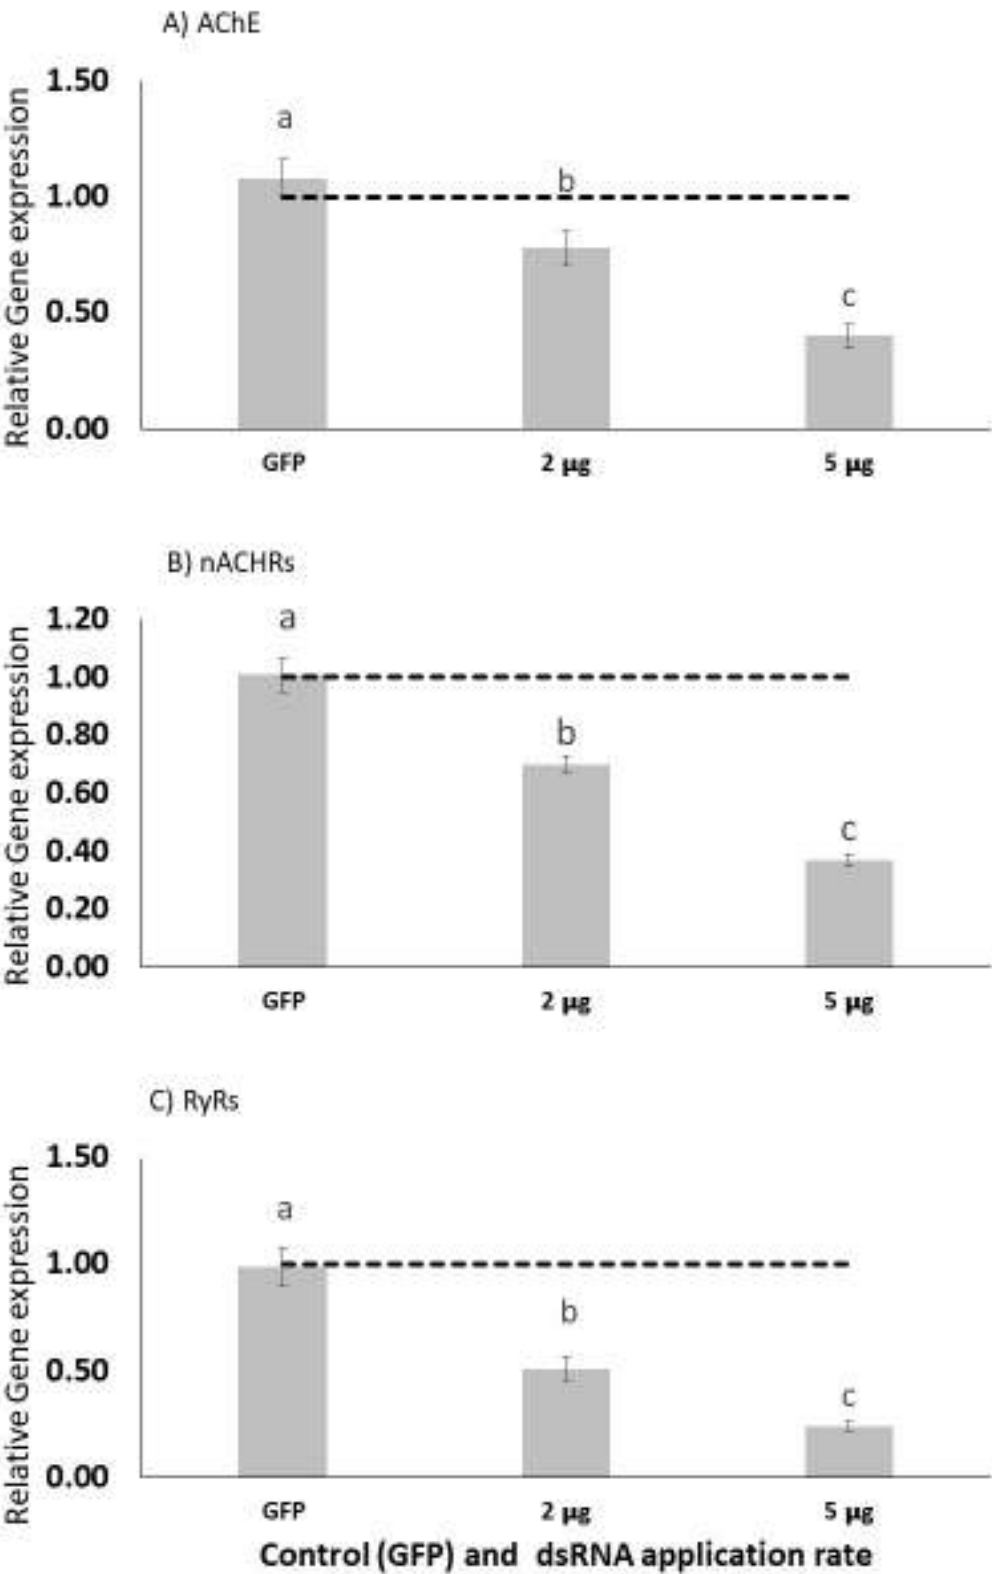 A) AChE
Relative Gene expression
1.50
1.00
0.50
0.00
a
b
c
GFP
2 µg
5 µg
B) nACHRs
Relative Gene expression
1.20
1.00
0.80
0.60
0.40
0.20
0.00
a
b
c
GFP
2 µg
5 µg
C) RyRs
Relative Gene expression
1.50
1.00
0.50
0.00
a
b
c
GFP
2 µg
5 µg
Control (GFP) and dsRNA application rate